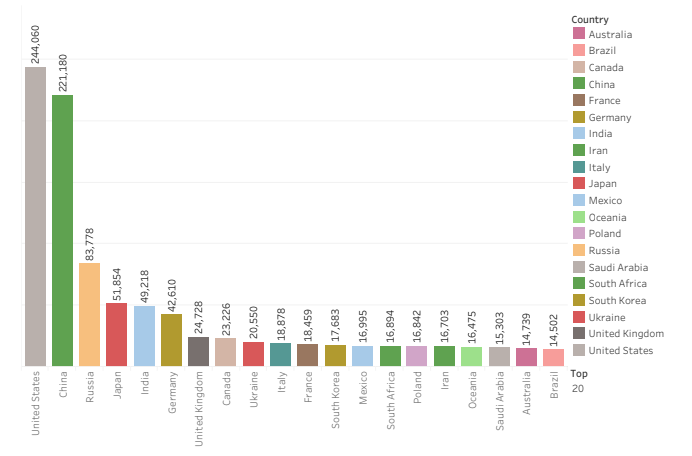 244,060
221,180
83,778
51,854
49,218
42,610
24,728
23,226
20,550
18,878
18,459
17,683
16,995
16,894
16,842
16,703
16,475
15,303
14,739
14,502
United States
China
Russia
Japan
India
Germany
United Kingdom
Canada
Ukraine
Italy
France
South Korea
Mexico
South Africa
Poland
Iran
Oceania
Saudi Arabia
Australia
Brazil
Country
Australia
Brazil
Canada
China
France
Germany
India
Iran
Italy
Japan
Mexico
Oceania
Poland
Russia
Saudi Arabia
South Africa
South Korea
Ukraine
United Kingdom
United States
Top
20